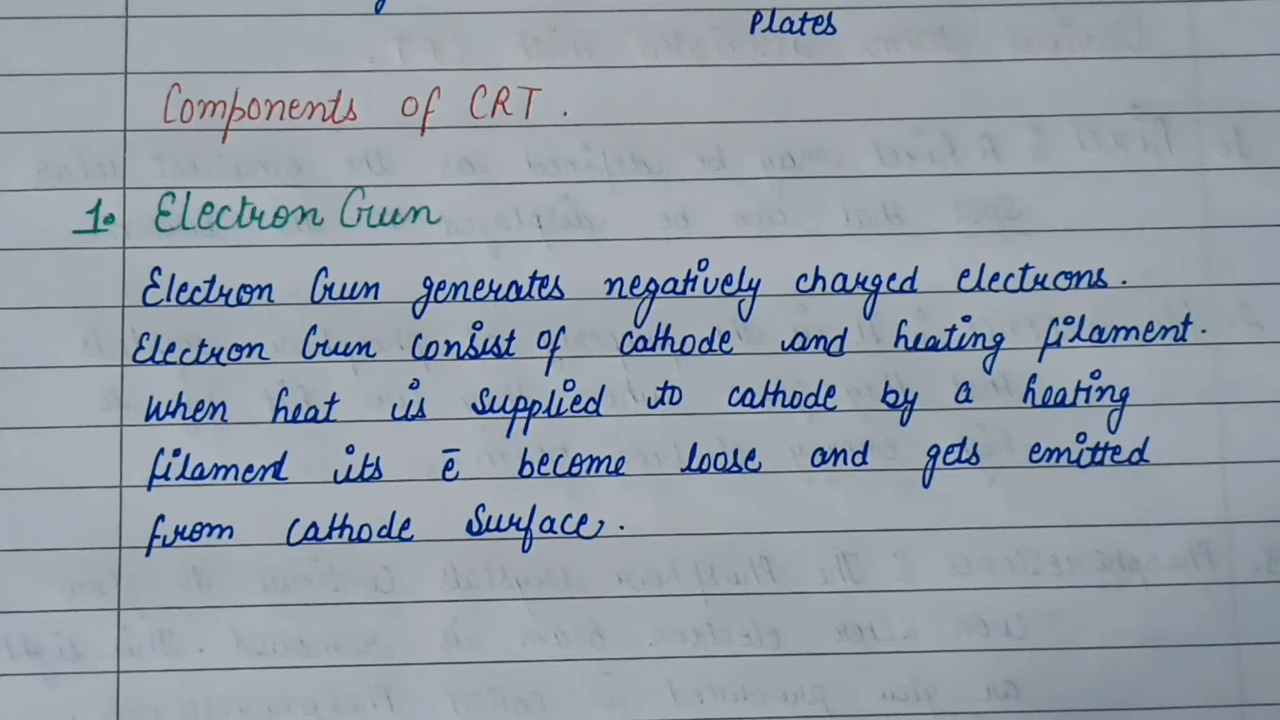 Plates
Components of CRT.
1. Electron Gun
Electron Gun generates negatively charged electrons.
Electron Gun consist of cathode and heating filament.
when heat is supplied to cathode by a heating
filament its ē become loose and gets emitted
from cathode surface.